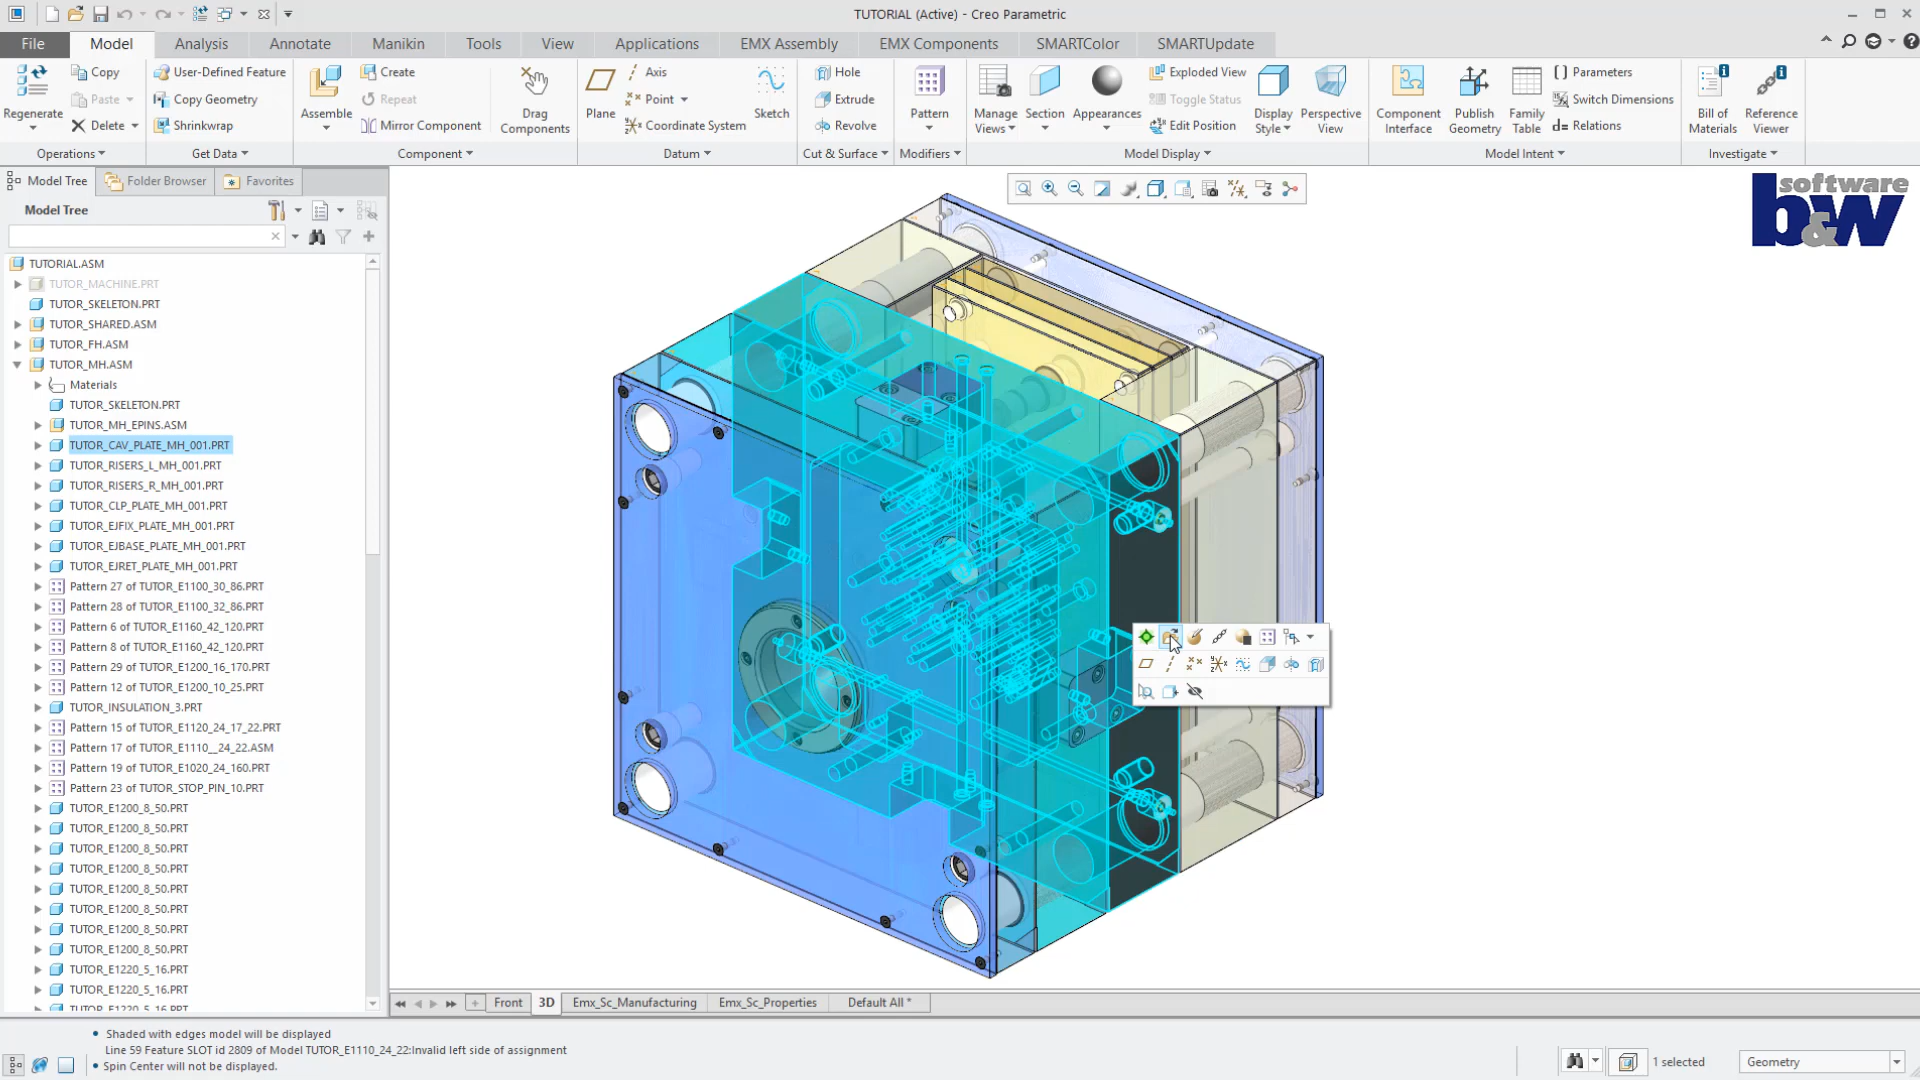 TUTORIAL (Active) - Creo Parametric
File Model Analysis Annotate Manikin Tools View Applications EMX Assembly EMX Components SMARTColor SMARTUpdate
Regenerate
Copy
Paste
Delete
Operations
User-Defined Feature
Copy Geometry
Shrinkwrap
Get Data
Assemble
Create
Repeat
Mirror Component
Drag
Components
Component
Plane
Axis
Point
Coordinate System
Sketch
Datum
Hole
Extrude
Revolve
Cut & Surface
Pattern
Modifiers
Manage
Views
Section
Appearances
Exploded View
Toggle Status
Edit Position
Display
Style
Perspective
View
Model Display
Component
Interface
Publish
Geometry
Family
Table
Parameters
Switch Dimensions
Relations
Model Intent
Bill of
Materials
Reference
Viewer
Investigate
Model Tree Folder Browser Favorites
Model Tree
TUTORIAL.ASM
TUTOR_MACHINE.PRT
TUTOR_SKELETON.PRT
TUTOR_SHARED.ASM
TUTOR_FH.ASM
TUTOR_MH.ASM
Materials
TUTOR_SKELETON.PRT
TUTOR_MH_EPINS.ASM
TUTOR_CAV_PLATE_MH_001.PRT
TUTOR_RISERS_L_MH_001.PRT
TUTOR_RISERS_R_MH_001.PRT
TUTOR_CLP_PLATE_MH_001.PRT
TUTOR_EJFIX_PLATE_MH_001.PRT
TUTOR_EJBASE_PLATE_MH_001.PRT
TUTOR_EJRET_PLATE_MH_001.PRT
Pattern 27 of TUTOR_E1100_30_86.PRT
Pattern 28 of TUTOR_E1100_32_86.PRT
Pattern 6 of TUTOR_E1160_42_120.PRT
Pattern 8 of TUTOR_E1160_42_120.PRT
Pattern 29 of TUTOR_E1200_16_170.PRT
Pattern 12 of TUTOR_E1200_10_25.PRT
TUTOR_INSULATION_3.PRT
Pattern 15 of TUTOR_E1120_24_17_22.PRT
Pattern 17 of TUTOR_E1110__24_22.ASM
Pattern 19 of TUTOR_E1020_24_160.PRT
Pattern 23 of TUTOR_STOP_PIN_10.PRT
TUTOR_E1200_8_50.PRT
TUTOR_E1200_8_50.PRT
TUTOR_E1200_8_50.PRT
TUTOR_E1200_8_50.PRT
TUTOR_E1200_8_50.PRT
TUTOR_E1200_8_50.PRT
TUTOR_E1200_8_50.PRT
TUTOR_E1200_8_50.PRT
TUTOR_E1220_5_16.PRT
TUTOR_E1220_5_16.PRT
TUTOR_E1220_5_16.PRT
software
b&w
Front 3D Emx_Sc_Manufacturing Emx_Sc_Properties Default All *
• Shaded with edges model will be displayed
Line 59 Feature SLOT id 2809 of Model TUTOR_E1110_24_22:Invalid left side of assignment
• Spin Center will not be displayed.
1 selected
Geometry